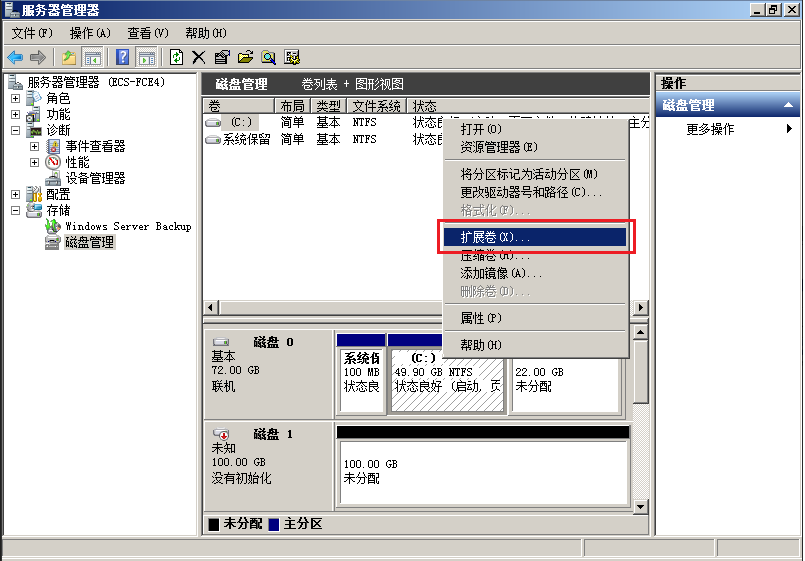 服务器管理器
文件(F) 操作(A) 查看(V) 帮助(H)
服务器管理器 (ECS-FCE4)
角色
功能
诊断
事件查看器
性能
设备管理器
配置
存储
Windows Server Backup
磁盘管理
磁盘管理 卷列表 + 图形视图
卷 布局 类型 文件系统 状态
(C:) 简单 基本 NTFS
系统保留 简单 基本 NTFS
打开(O)
资源管理器(E)
将分区标记为活动分区(M)
更改驱动器号和路径(C)...
格式化(F)...
扩展卷(X)...
压缩卷(H)...
添加镜像(A)...
删除卷(D)...
属性(P)
帮助(H)
磁盘 0
基本
72.00 GB
联机
系统保
100 MB
状态良
(C:)
49.90 GB NTFS
状态良好 (启动, 页
22.00 GB
未分配
磁盘 1
未知
100.00 GB
没有初始化
100.00 GB
未分配
未分配 主分区
操作
磁盘管理
更多操作